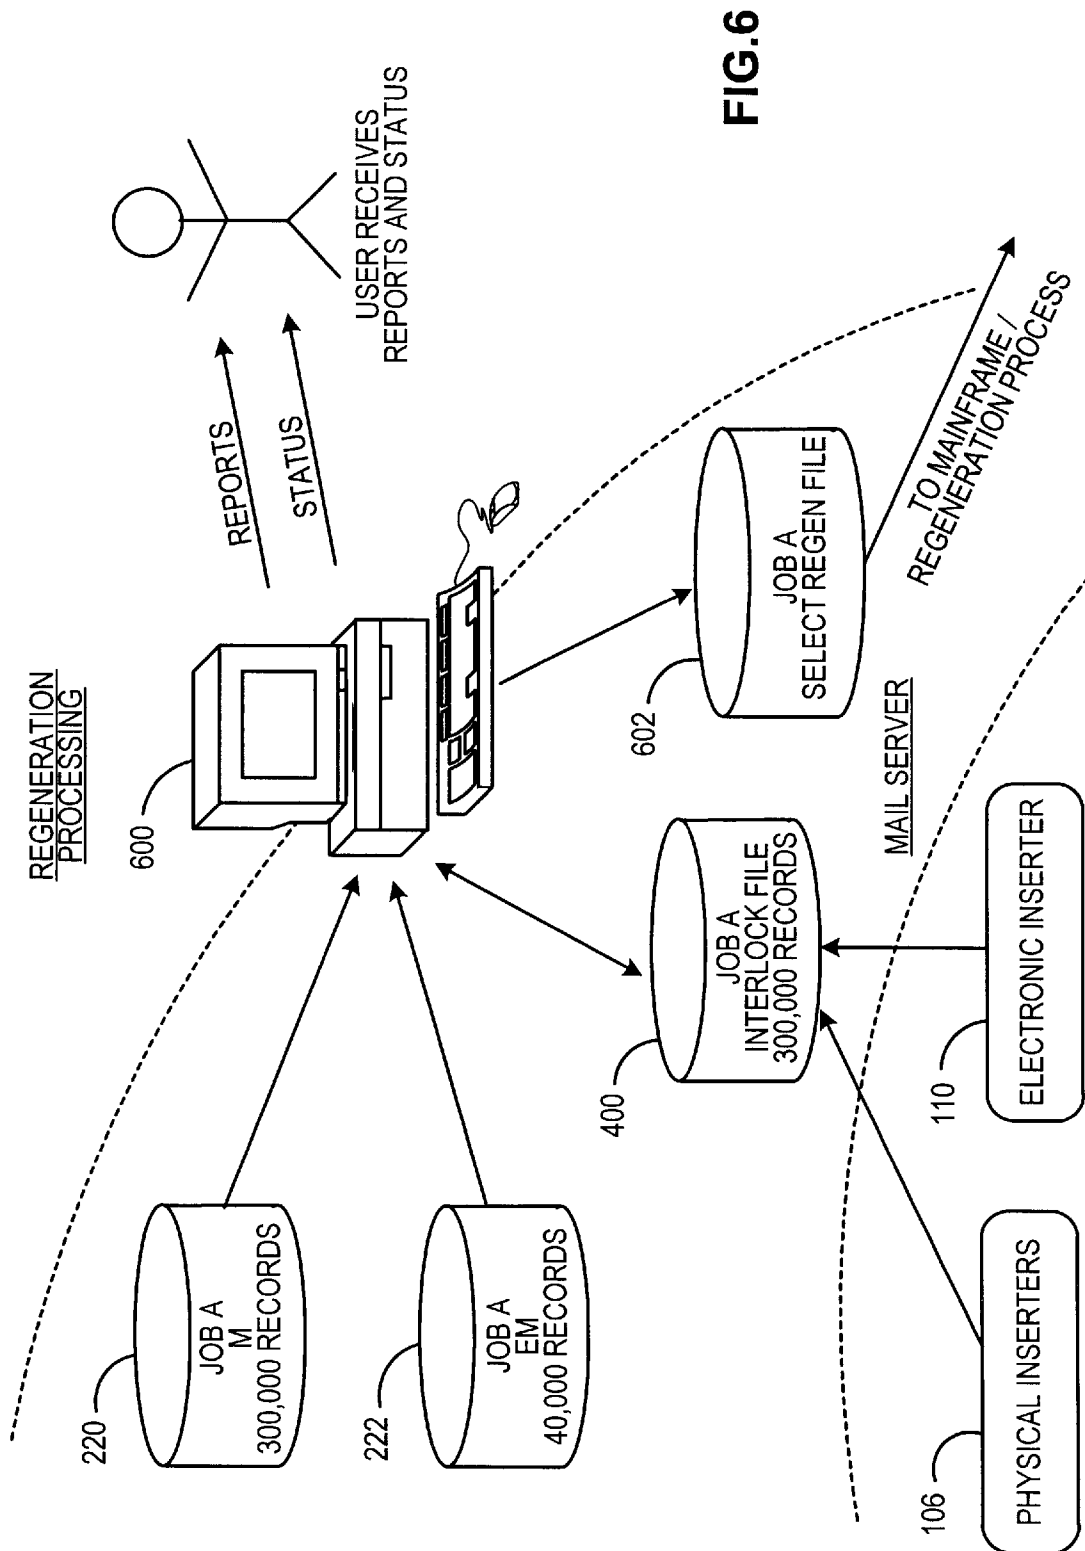 REGENERATION
PROCESSING
600
REPORTS
STATUS
USER RECEIVES
REPORTS AND STATUS
220
JOB A
M
300,000 RECORDS
222
JOB A
EM
40,000 RECORDS
400
JOB A
INTERLOCK FILE
300,000 RECORDS
602
JOB A
SELECT REGEN FILE
TO MAINFRAME /
REGENERATION PROCESS
MAIL SERVER
106
PHYSICAL INSERTERS
110
ELECTRONIC INSERTER
FIG.6